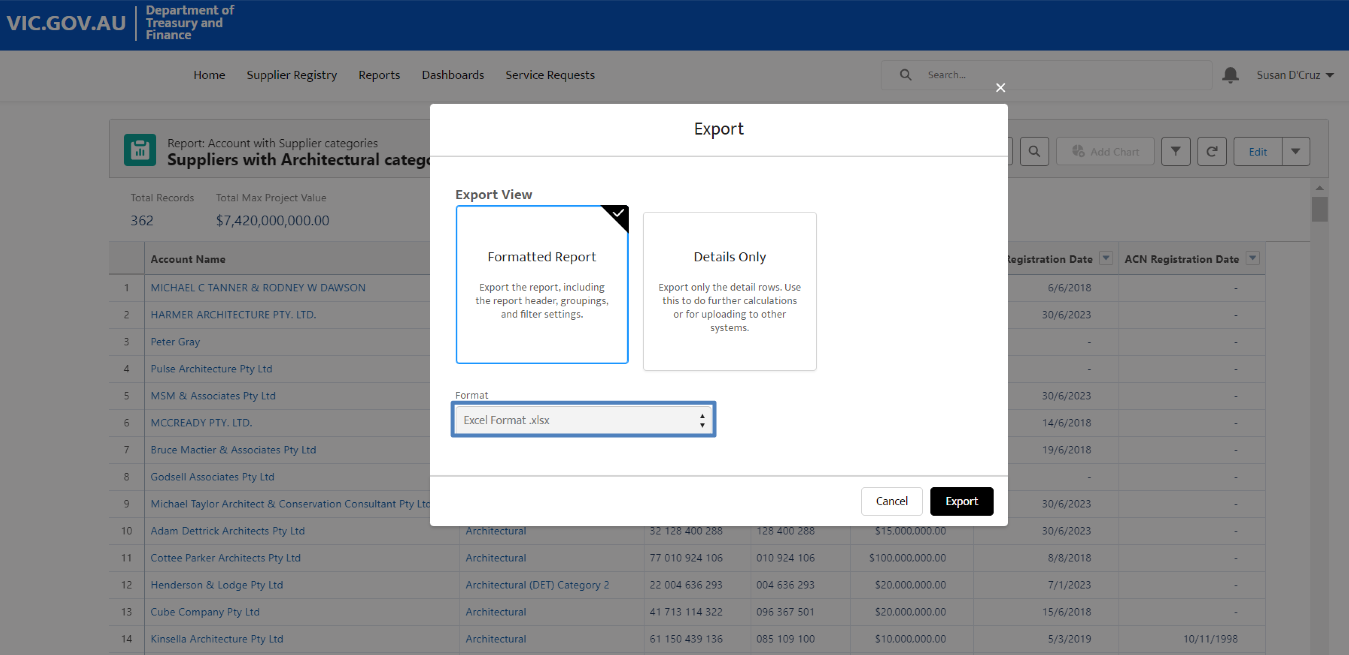 VIC.GOV.AU
Department of
Treasury and
Finance
Home Supplier Registry Reports Dashboards Service Requests
Search...
Susan D'Cruz
Report: Account with Supplier categories
Suppliers with Architectural catego
Add Chart
Edit
Total Records Total Max Project Value
362 $7,420,000,000.00
Account Name
Registration Date ACN Registration Date
1 MICHAEL C TANNER & RODNEY W DAWSON 6/6/2018 -
2 HARMER ARCHITECTURE PTY. LTD. 30/6/2023 -
3 Peter Gray - -
4 Pulse Architecture Pty Ltd - -
5 MSM & Associates Pty Ltd 30/6/2023 -
6 MCCREADY PTY. LTD. 14/6/2018 -
7 Bruce Mactier & Associates Pty Ltd 19/6/2018 -
8 Godsell Associates Pty Ltd - -
9 Michael Taylor Architect & Conservation Consultant Pty Ltd 30/6/2023 -
10 Adam Dettrick Architects Pty Ltd Architectural 32 128 400 288 128 400 288 $15,000,000.00 30/6/2023 -
11 Cottee Parker Architects Pty Ltd Architectural 77 010 924 106 010 924 106 $100,000,000.00 8/8/2018 -
12 Henderson & Lodge Pty Ltd Architectural (DET) Category 2 22 004 636 293 004 636 293 $20,000,000.00 7/1/2023 -
13 Cube Company Pty Ltd Architectural 41 713 114 322 096 367 501 $20,000,000.00 15/6/2018 -
14 Kinsella Architecture Pty Ltd Architectural 61 150 439 136 085 109 100 $10,000,000.00 5/3/2019 10/11/1998
Export
Export View
Formatted Report
Export the report, including
the report header, groupings,
and filter settings.
Details Only
Export only the detail rows. Use
this to do further calculations
or for uploading to other
systems.
Format
Excel Format .xlsx
Cancel Export